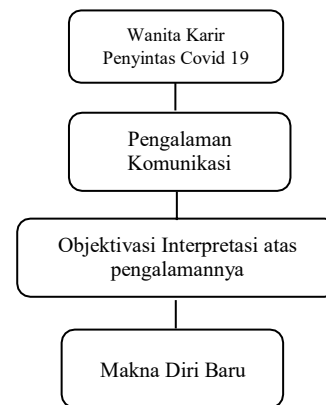 Wanita Karir
Penyintas Covid 19
Pengalaman
Komunikasi
Objektivasi Interpretasi atas
pengalamannya
Makna Diri Baru